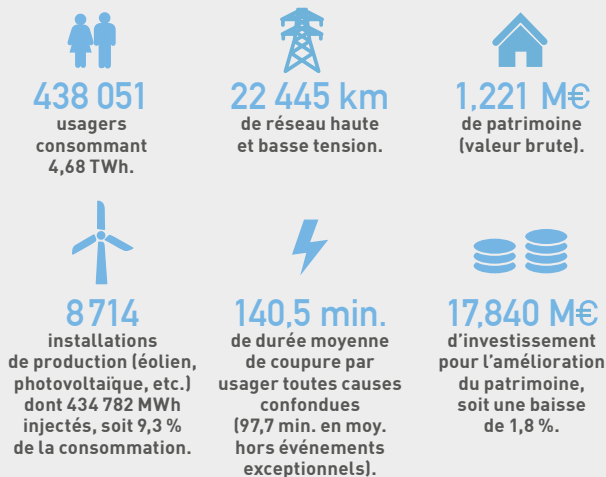 438 051
usagers
consommant
4,68 TWh.
22 445 km
de réseau haute
et basse tension.
1,221 M€
de patrimoine
(valeur brute).
8 714
installations
de production (éolien,
photovoltaïque, etc.)
dont 434 782 MWh
injectés, soit 9,3 %
de la consommation.
140,5 min.
de durée moyenne
de coupure par
usager toutes causes
confondues
(97,7 min. en moy.
hors événements
exceptionnels).
17,840 M€
d'investissement
pour l'amélioration
du patrimoine,
soit une baisse
de 1,8 %.